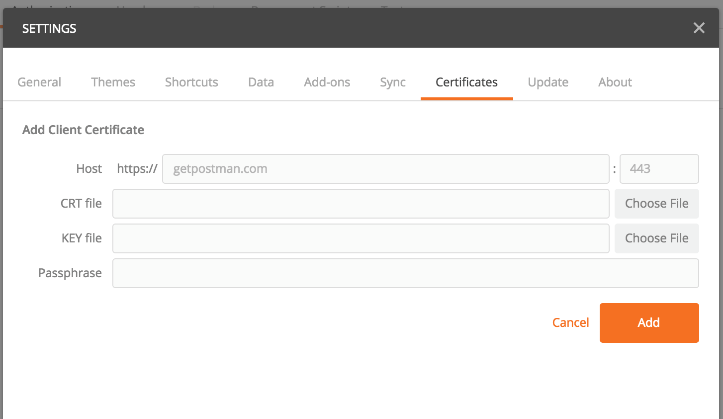 SETTINGS
General Themes Shortcuts Data Add-ons Sync Certificates Update About
Add Client Certificate
Host https:// getpostman.com : 443
CRT file Choose File
KEY file Choose File
Passphrase
Cancel Add